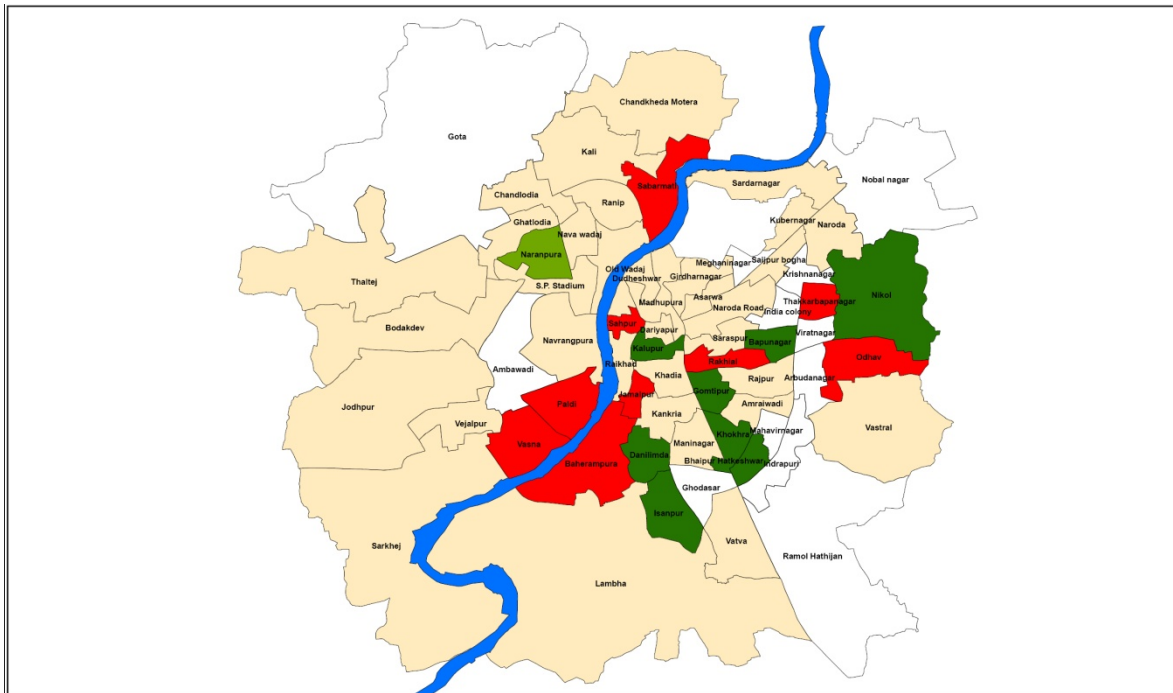 Chandkheda Motera
Gota
Kali
Sabarmati
Sardarnagar
Nobal nagar
Chandlodia
Ranip
Ghatlodia
Nava wadaj
Kubernagar
Naroda
Naranpura
Meghaninagar
Saijpur bogha
Old Wadaj
Dudheshwar
Girdharnagar
Krishnanagar
Thaltej
S.P. Stadium
Asarwa
Nikol
Madhupura
Naroda Road
Thakkarbapanagar
India colony
Bodakdev
Sahpur
Dariyapur
Navrangpura
Saraspur
Bapunagar
Viratnagar
Kalupur
Raikhad
Rakhial
Odhav
Ambawadi
Khadia
Rajpur
Arbudanagar
Jamalpur
Gomtipur
Paldi
Amraiwadi
Jodhpur
Kankria
Vejalpur
Vastral
Khokhra
Mahavirnagar
Vasna
Maninagar
Danilimda
Bhaipur
Hatkeshwar
Indrapuri
Baherampura
Ghodasar
Isanpur
Vatva
Sarkhej
Ramol Hathijan
Lambha